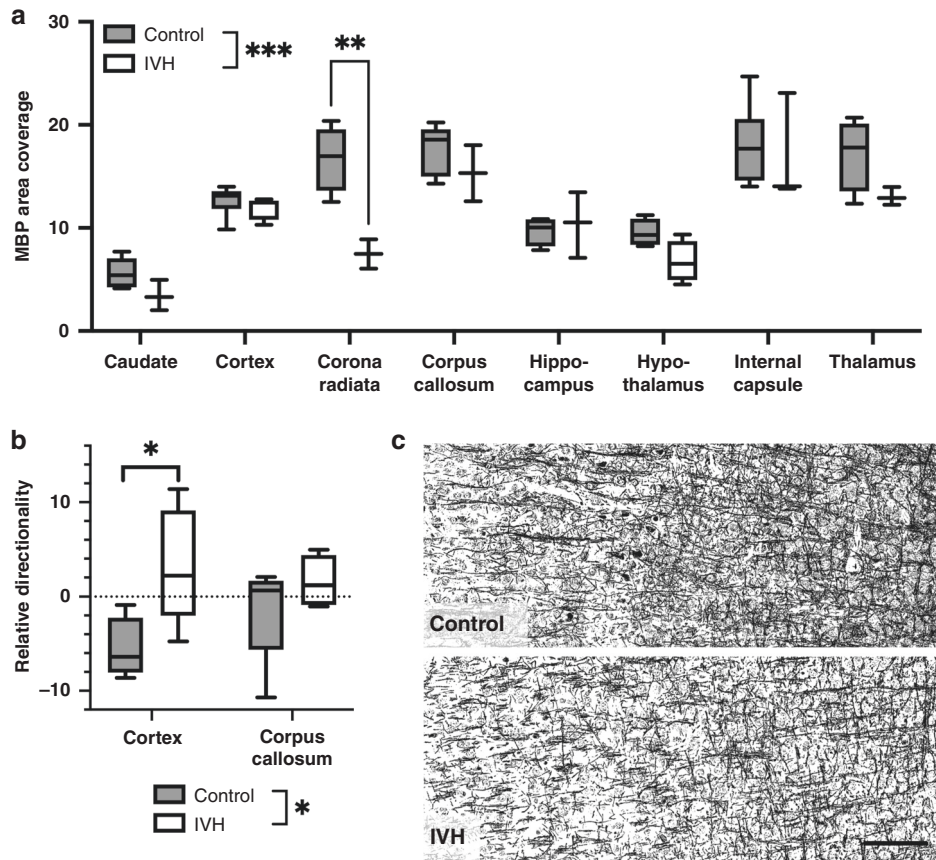 a
MBP area coverage
30
20
10
0
Control
IVH
***
**
Caudate
Cortex
Corona
radiata
Corpus
callosum
Hippo-
campus
Hypo-
thalamus
Internal
capsule
Thalamus
b
Relative directionality
10
0
−10
*
Cortex
Corpus
callosum
Control
IVH
*
c
Control
IVH